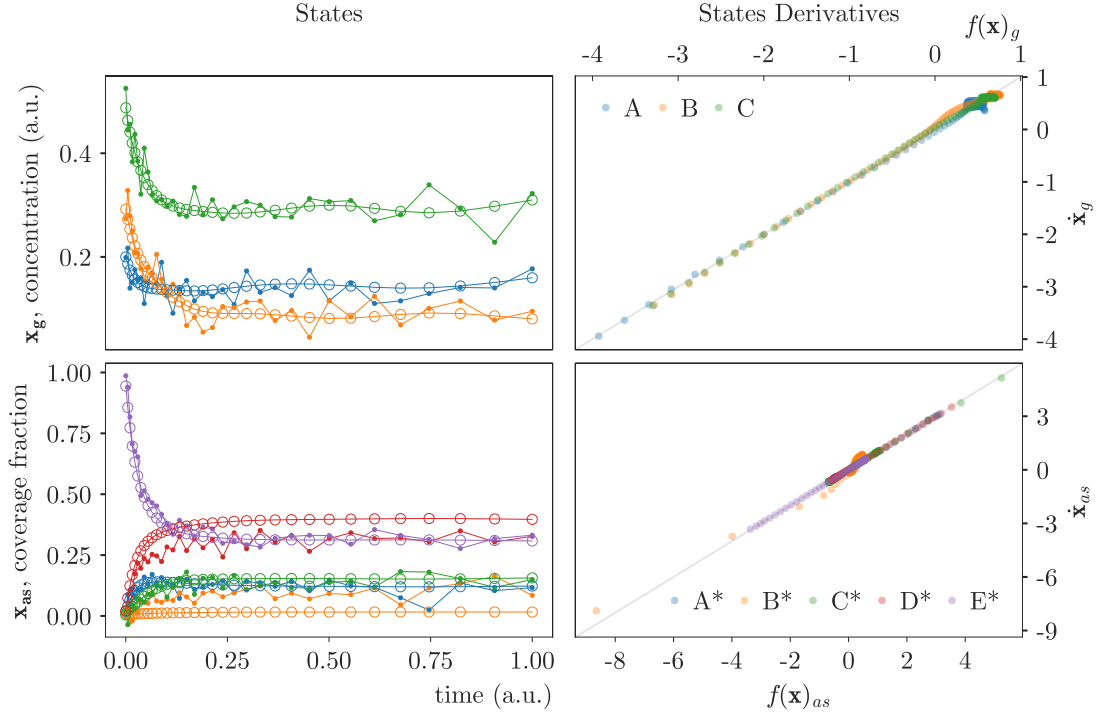 States
States Derivatives
f(x)g
-4 -3 -2 -1 0 1
A B C
1
0
-1
-2
-3
-4
ẋg
0.4
0.2
xg, concentration (a.u.)
1.00
0.75
0.50
0.25
0.00
xas, coverage fraction
0.00 0.25 0.50 0.75 1.00
time (a.u.)
3
0
-3
-6
-9
ẋas
A* B* C* D* E*
-8 -6 -4 -2 0 2 4
f(x)as